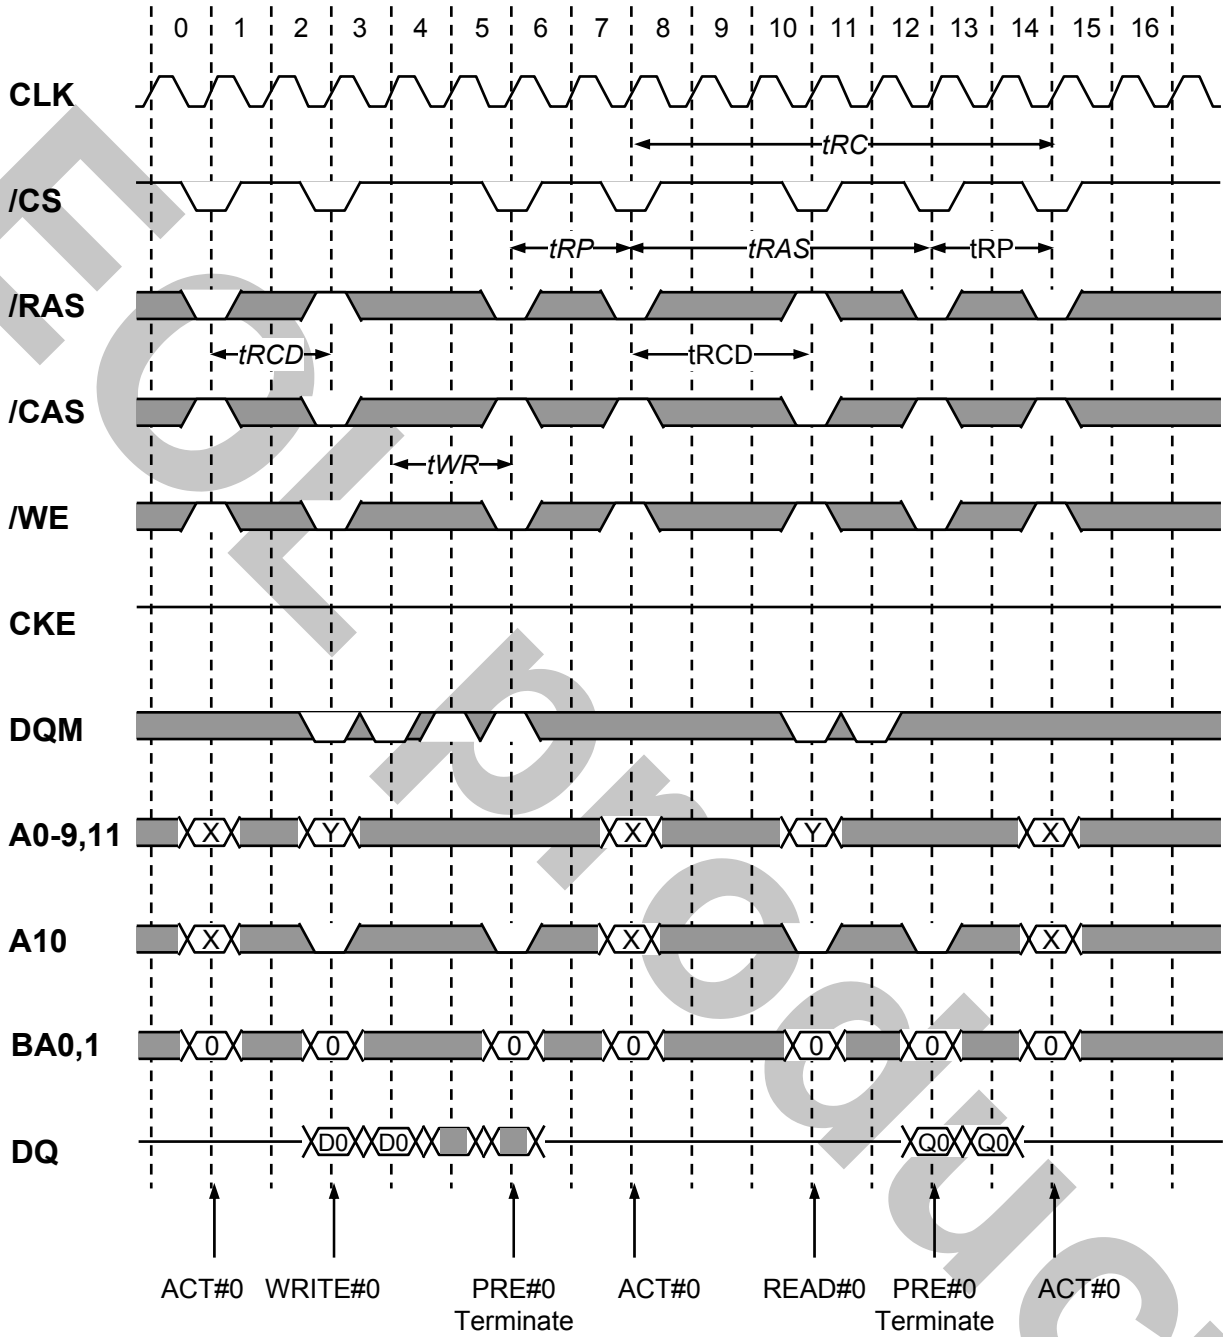 0 1 2 3 4 5 6 7 8 9 10 11 12 13 14 15 16
CLK
tRC
/CS
tRP tRAS tRP
/RAS
tRCD tRCD
/CAS
tWR
/WE
CKE
DQM
A0-9,11 X Y X Y X
A10 X X X
BA0,1 0 0 0 0 0 0 0
DQ D0 D0 Q0 Q0
ACT#0 WRITE#0 PRE#0 ACT#0 READ#0 PRE#0 ACT#0
Terminate Terminate
EOL product